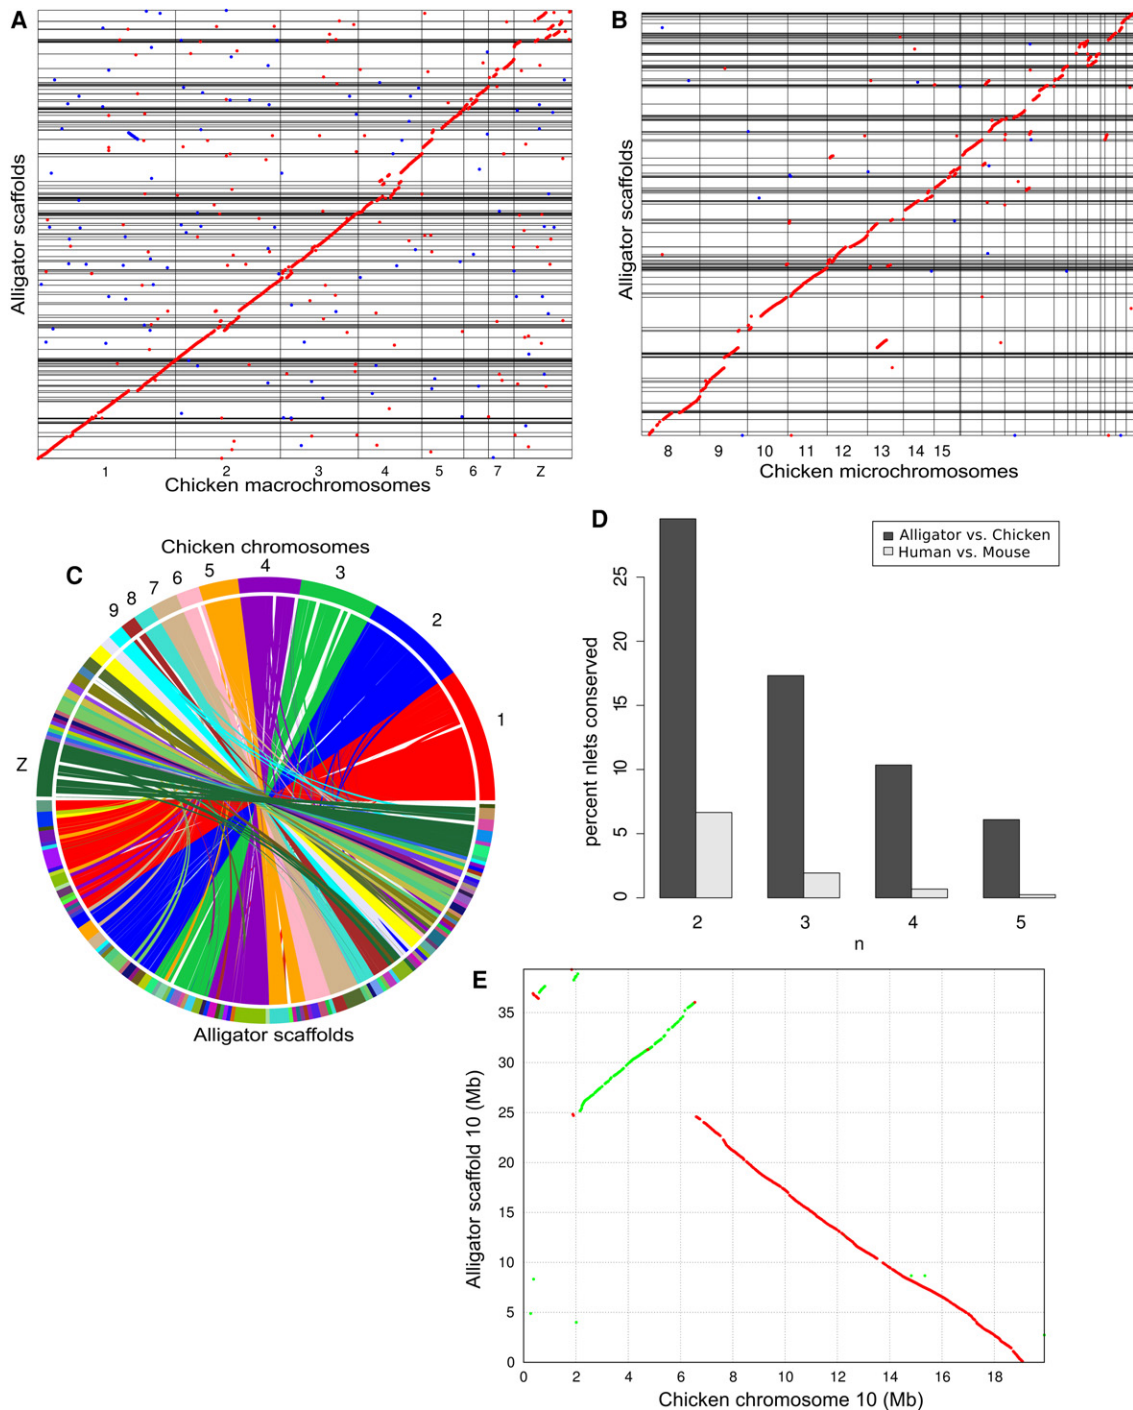 A
Alligator scaffolds
1 2 3 4 5 6 7 Z
Chicken macrochromosomes
B
Alligator scaffolds
8 9 10 11 12 13 14 15
Chicken microchromosomes
C
Chicken chromosomes
9 8 7 6 5 4 3 2 1
Z
Alligator scaffolds
D
Alligator vs. Chicken
Human vs. Mouse
percent nlets conserved
25
20
15
10
5
0
2 3 4 5
n
E
Alligator scaffold 10 (Mb)
35
30
25
20
15
10
5
0
0 2 4 6 8 10 12 14 16 18
Chicken chromosome 10 (Mb)